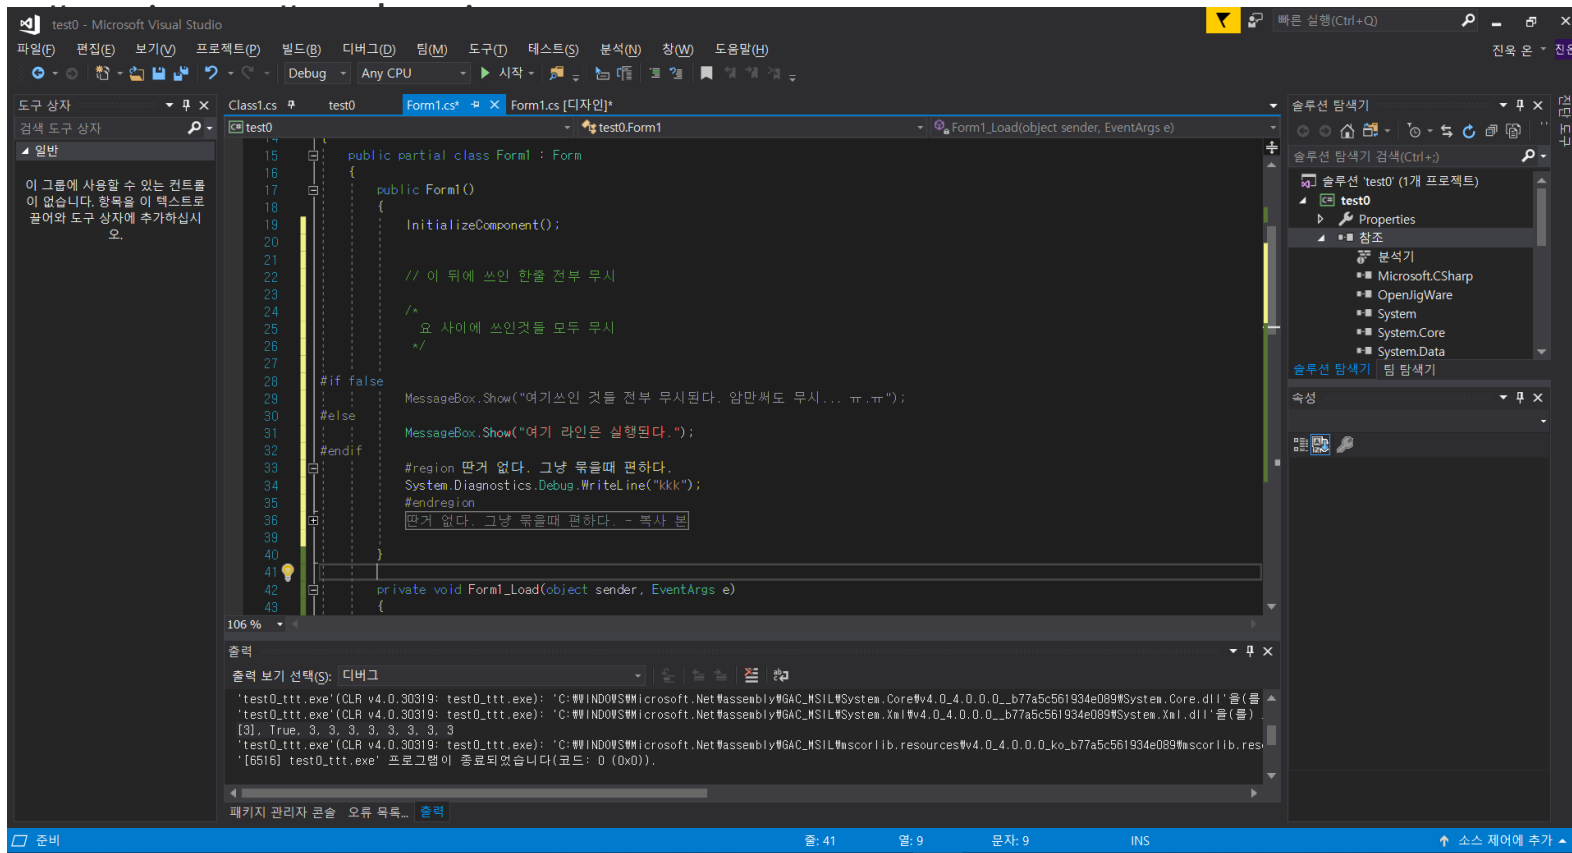 test0 - Microsoft Visual Studio
빠른 실행(Ctrl+Q)
파일(F) 편집(E) 보기(V) 프로젝트(P) 빌드(B) 디버그(D) 팀(M) 도구(T) 테스트(S) 분석(N) 창(W) 도움말(H)
진욱 온
Debug Any CPU 시작
도구 상자
검색 도구 상자
일반
이 그룹에 사용할 수 있는 컨트롤
이 없습니다. 항목을 이 텍스트로
끌어와 도구 상자에 추가하십시
오.
Class1.cs test0 Form1.cs* Form1.cs [디자인]*
test0 test0.Form1 Form1_Load(object sender, EventArgs e)
14 {
15 public partial class Form1 : Form
16 {
17 public Form1()
18 {
19 InitializeComponent();
20
21
22 // 이 뒤에 쓰인 한줄 전부 무시
23
24 /*
25 요 사이에 쓰인것들 모두 무시
26 */
27
28 #if false
29 MessageBox.Show("여기쓰인 것들 전부 무시된다. 암만써도 무시... ㅠ.ㅠ");
30 #else
31 MessageBox.Show("여기 라인은 실행된다.");
32 #endif
33 #region 딴거 없다. 그냥 묶을때 편하다.
34 System.Diagnostics.Debug.WriteLine("kkk");
35 #endregion
36 딴거 없다. 그냥 묶을때 편하다. - 복사 본
39
40 }
41
42 private void Form1_Load(object sender, EventArgs e)
43 {
106 %
출력
출력 보기 선택(S): 디버그
'test0_ttt.exe'(CLR v4.0.30319: test0_ttt.exe): 'C:₩WINDOWS₩Microsoft.Net₩assembly₩GAC_MSIL₩System.Core₩v4.0_4.0.0.0__b77a5c561934e089₩System.Core.dll'을(를
'test0_ttt.exe'(CLR v4.0.30319: test0_ttt.exe): 'C:₩WINDOWS₩Microsoft.Net₩assembly₩GAC_MSIL₩System.Xml₩v4.0_4.0.0.0__b77a5c561934e089₩System.Xml.dll'을(를)
[3], True, 3, 3, 3, 3, 3, 3, 3, 3
'test0_ttt.exe'(CLR v4.0.30319: test0_ttt.exe): 'C:₩WINDOWS₩Microsoft.Net₩assembly₩GAC_MSIL₩mscorlib.resources₩v4.0_4.0.0.0_ko_b77a5c561934e089₩mscorlib.res
'[6516] test0_ttt.exe' 프로그램이 종료되었습니다(코드: 0 (0x0)).
패키지 관리자 콘솔 오류 목록... 출력
솔루션 탐색기
솔루션 탐색기 검색(Ctrl+;)
솔루션 'test0' (1개 프로젝트)
test0
Properties
참조
분석기
Microsoft.CSharp
OpenJigWare
System
System.Core
System.Data
솔루션 탐색기 팀 탐색기
속성
진단 도구
준비 줄: 41 열: 9 문자: 9 INS 소스 제어에 추가